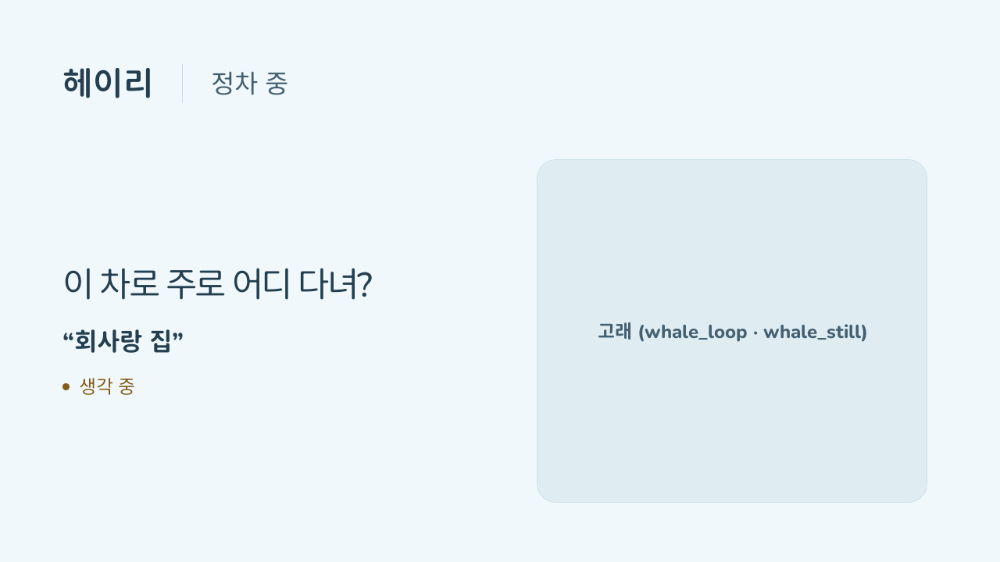 헤이리
정차 중
이 차로 주로 어디 다녀?
“회사랑 집”
• 생각 중
고래 (whale_loop · whale_still)